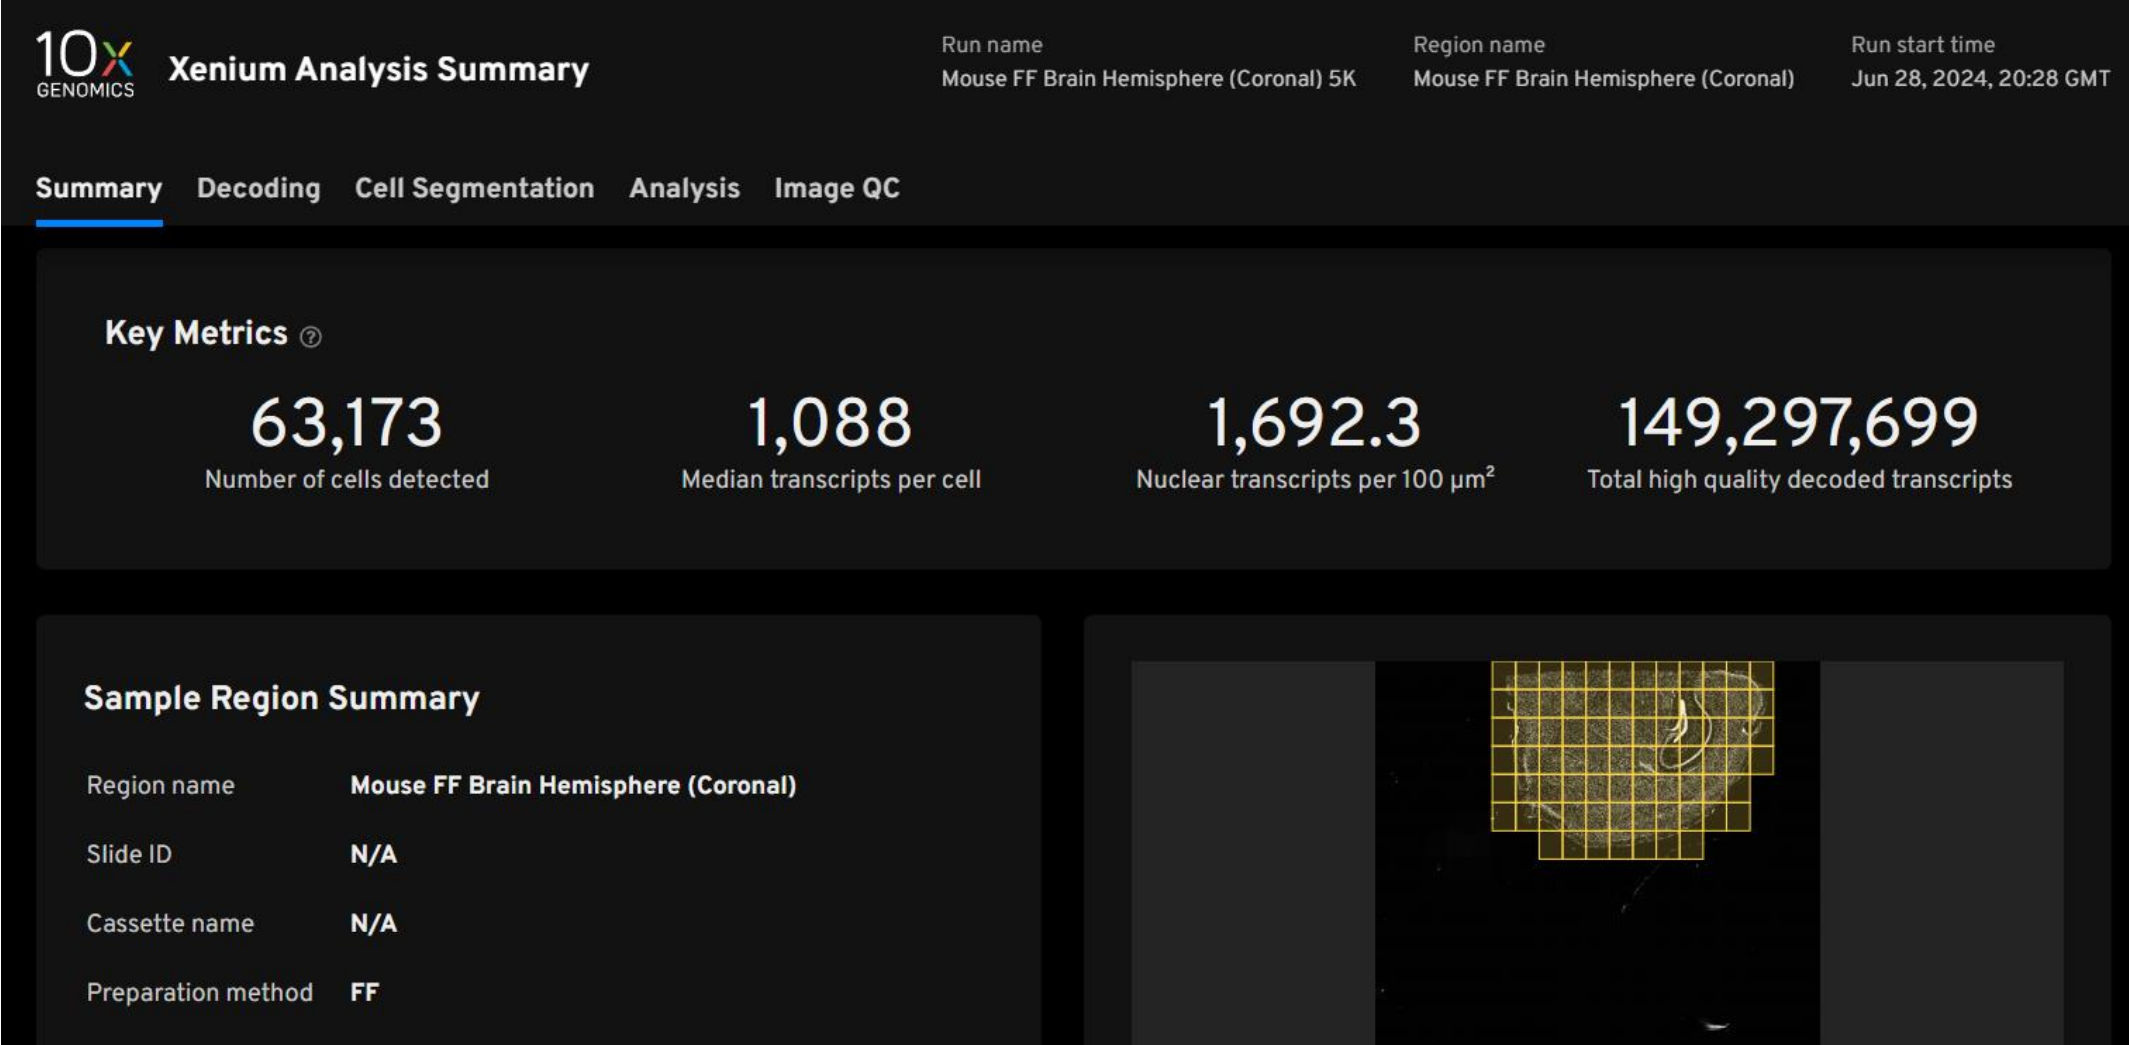 10x
GENOMICS
Xenium Analysis Summary
Run name
Mouse FF Brain Hemisphere (Coronal) 5K
Region name
Mouse FF Brain Hemisphere (Coronal)
Run start time
Jun 28, 2024, 20:28 GMT
Summary Decoding Cell Segmentation Analysis Image QC
Key Metrics ?
63,173
Number of cells detected
1,088
Median transcripts per cell
1,692.3
Nuclear transcripts per 100 µm²
149,297,699
Total high quality decoded transcripts
Sample Region Summary
Region name Mouse FF Brain Hemisphere (Coronal)
Slide ID N/A
Cassette name N/A
Preparation method FF